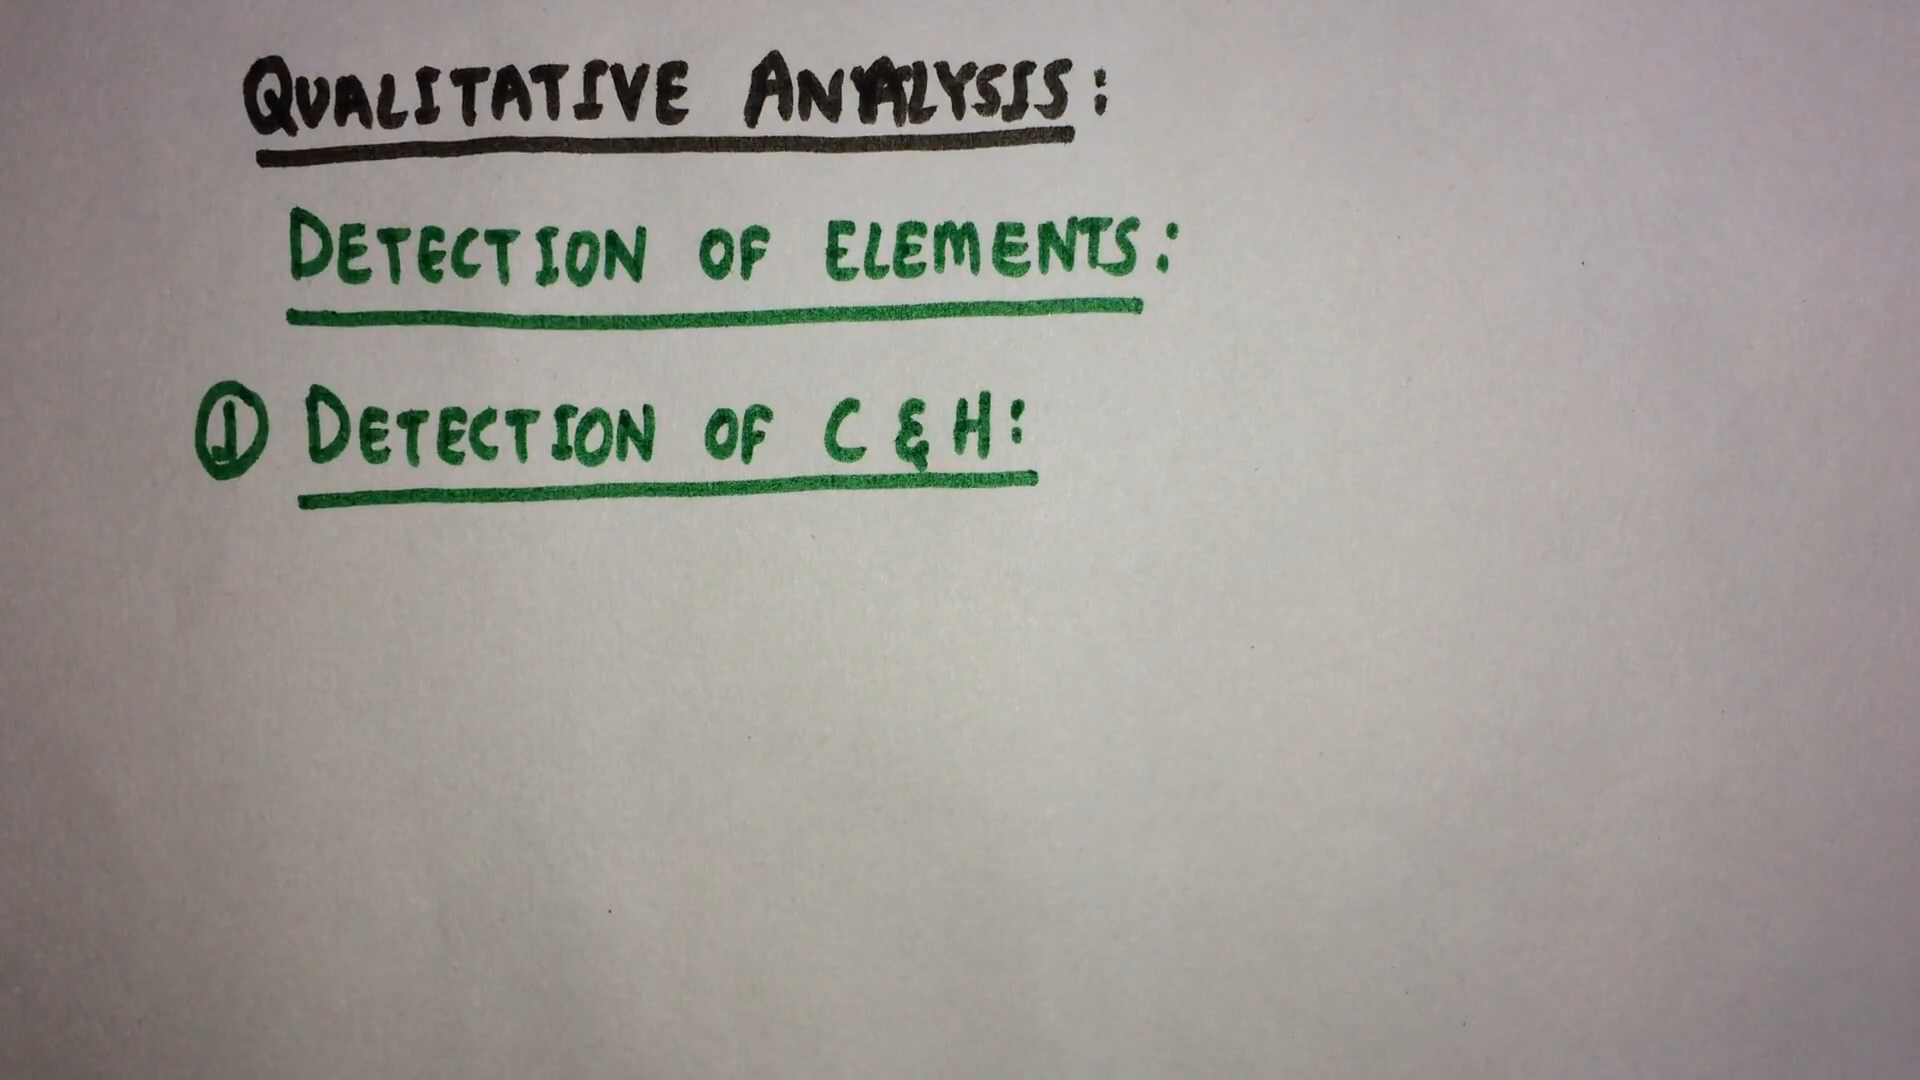 QUALITATIVE ANALYSIS:
DETECTION OF ELEMENTS:
① DETECTION OF C & H: